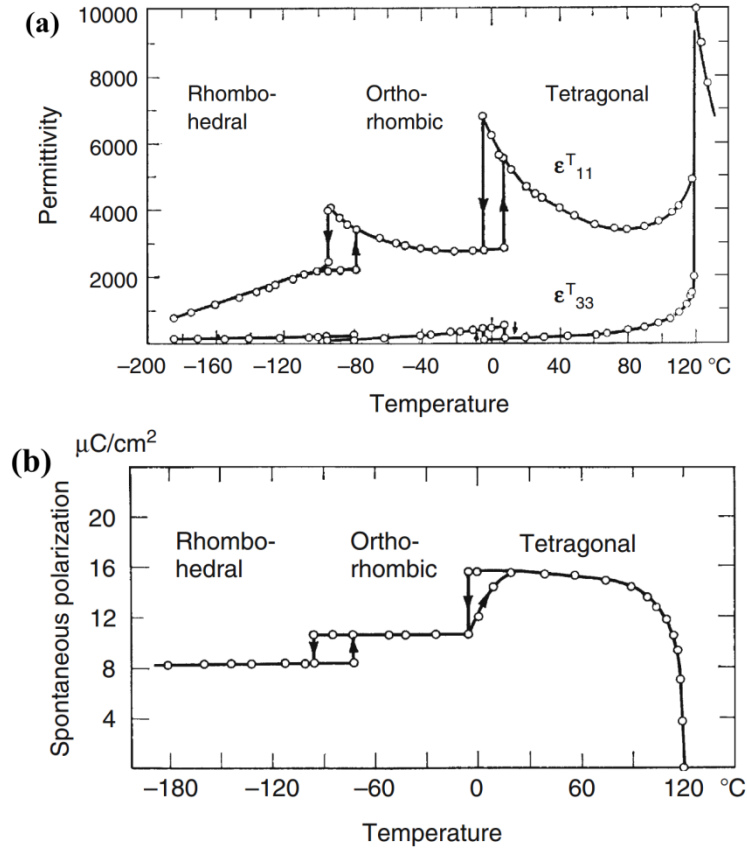 (a)
10000
8000
6000
4000
2000
Permittivity
Rhombo-
hedral
Ortho-
rhombic
Tetragonal
εᵀ₁₁
εᵀ₃₃
−200 −160 −120 −80 −40 0 40 80 120 °C
Temperature
(b)
μC/cm²
20
16
12
8
4
Spontaneous polarization
Rhombo-
hedral
Ortho-
rhombic
Tetragonal
−180 −120 −60 0 60 120 °C
Temperature